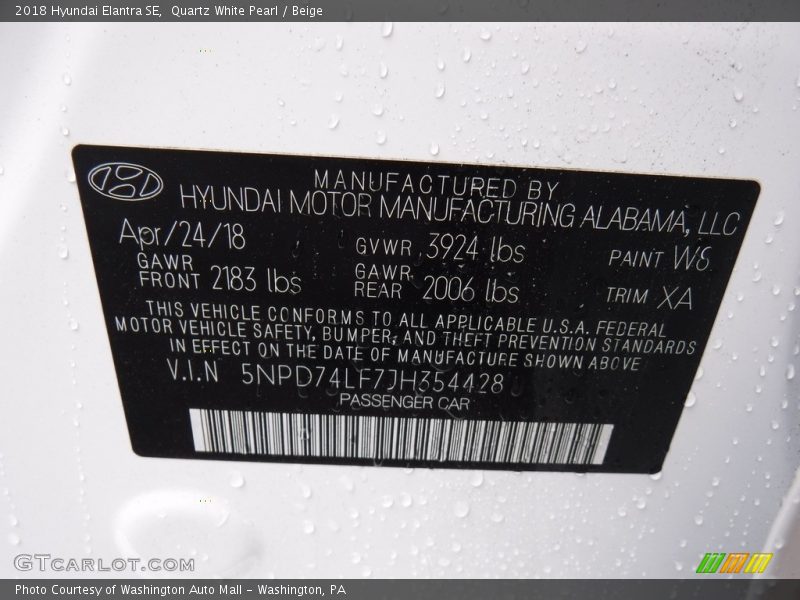 2018 Hyundai Elantra SE,  Quartz White Pearl / Beige
MANUFACTURED BY
HYUNDAI MOTOR MANUFACTURING ALABAMA, LLC
Apr/24/18 GVWR 3924 lbs PAINT W6
GAWR FRONT 2183 lbs GAWR REAR 2006 lbs TRIM XA
THIS VEHICLE CONFORMS TO ALL APPLICABLE U.S.A. FEDERAL
MOTOR VEHICLE SAFETY, BUMPER, AND THEFT PREVENTION STANDARDS
IN EFFECT ON THE DATE OF MANUFACTURE SHOWN ABOVE
V.I.N 5NPD74LF7JH354428
PASSENGER CAR
GTCARLOT.COM
Photo Courtesy of Washington Auto Mall - Washington, PA